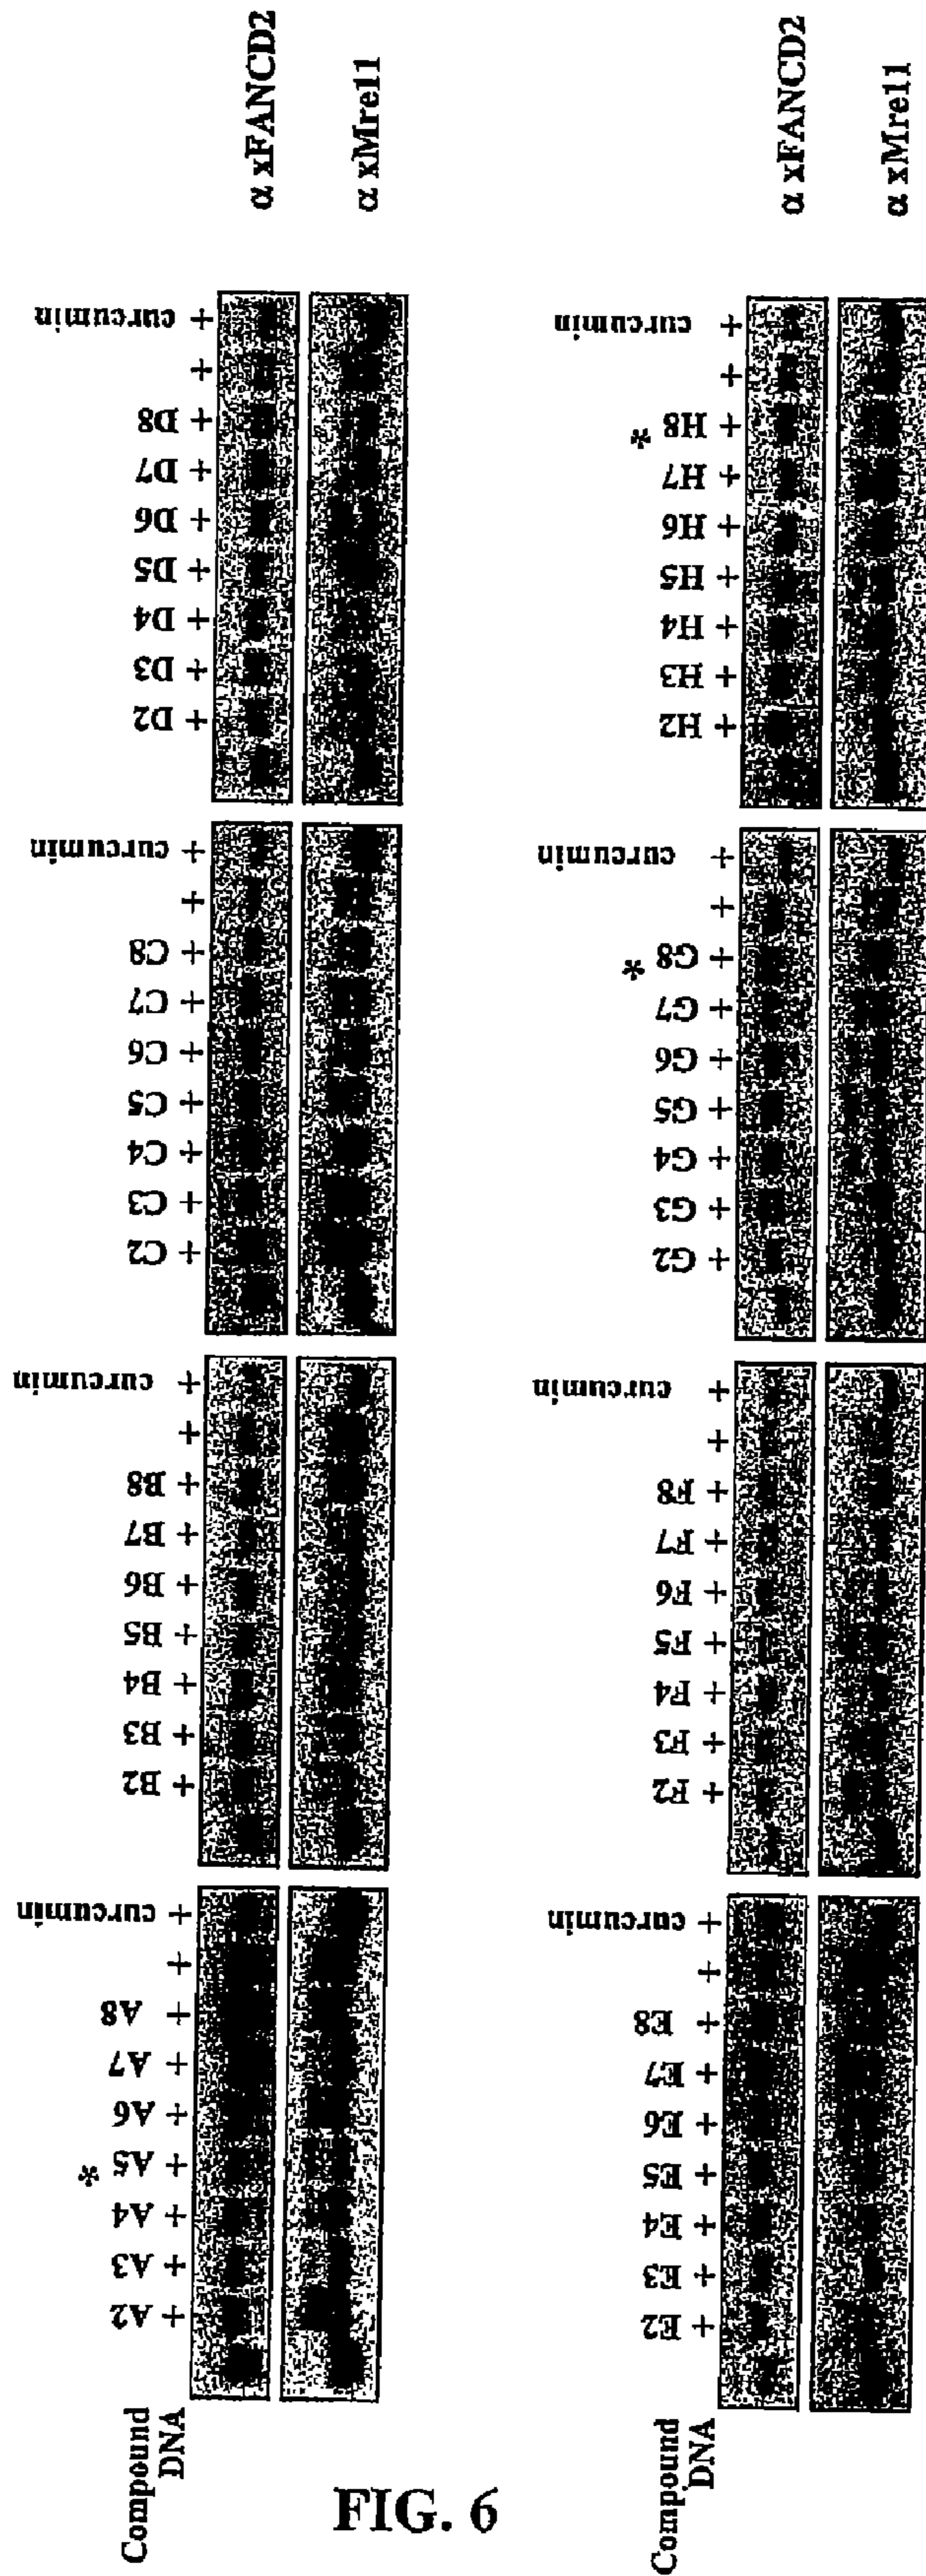 Compound A2 A3 A4 A5 * A6 A7 A8 curcumin B2 B3 B4 B5 B6 B7 B8 curcumin C2 C3 C4 C5 C6 C7 C8 curcumin D2 D3 D4 D5 D6 D7 D8 curcumin
DNA + + + + + + + + + + + + + + + + + + + + + + + + + + + + + + + + + + + +
α xFANCD2
α xMre11
Compound E2 E3 E4 E5 E6 E7 E8 curcumin F2 F3 F4 F5 F6 F7 F8 curcumin G2 G3 G4 G5 G6 G7 G8 * curcumin H2 H3 H4 H5 H6 H7 H8 * curcumin
DNA + + + + + + + + + + + + + + + + + + + + + + + + + + + + + + + + + + + +
α xFANCD2
α xMre11
FIG. 6